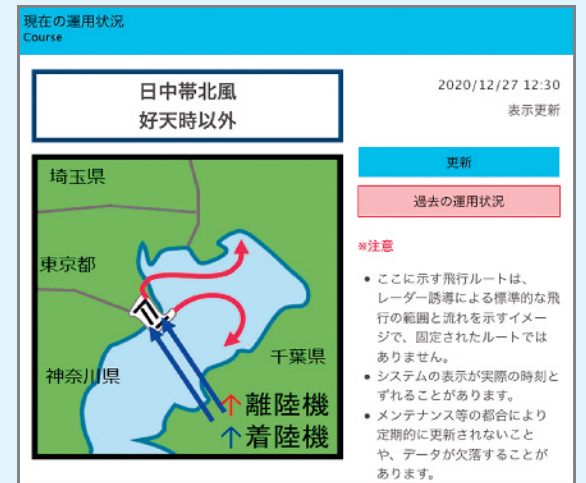 現在の運用状況
Course
日中帯北風
好天時以外
2020/12/27 12:30
表示更新
更新
過去の運用状況
※注意
• ここに示す飛行ルートは、
レーダー誘導による標準的な飛
行の範囲と流れを示すイメー
ジで、固定されたルートでは
ありません。
• システムの表示が実際の時刻と
ずれることがあります。
• メンテナンス等の都合により
定期的に更新されないこと
や、データが欠落することが
あります。
埼玉県
東京都
千葉県
神奈川県
↑離陸機
↑着陸機